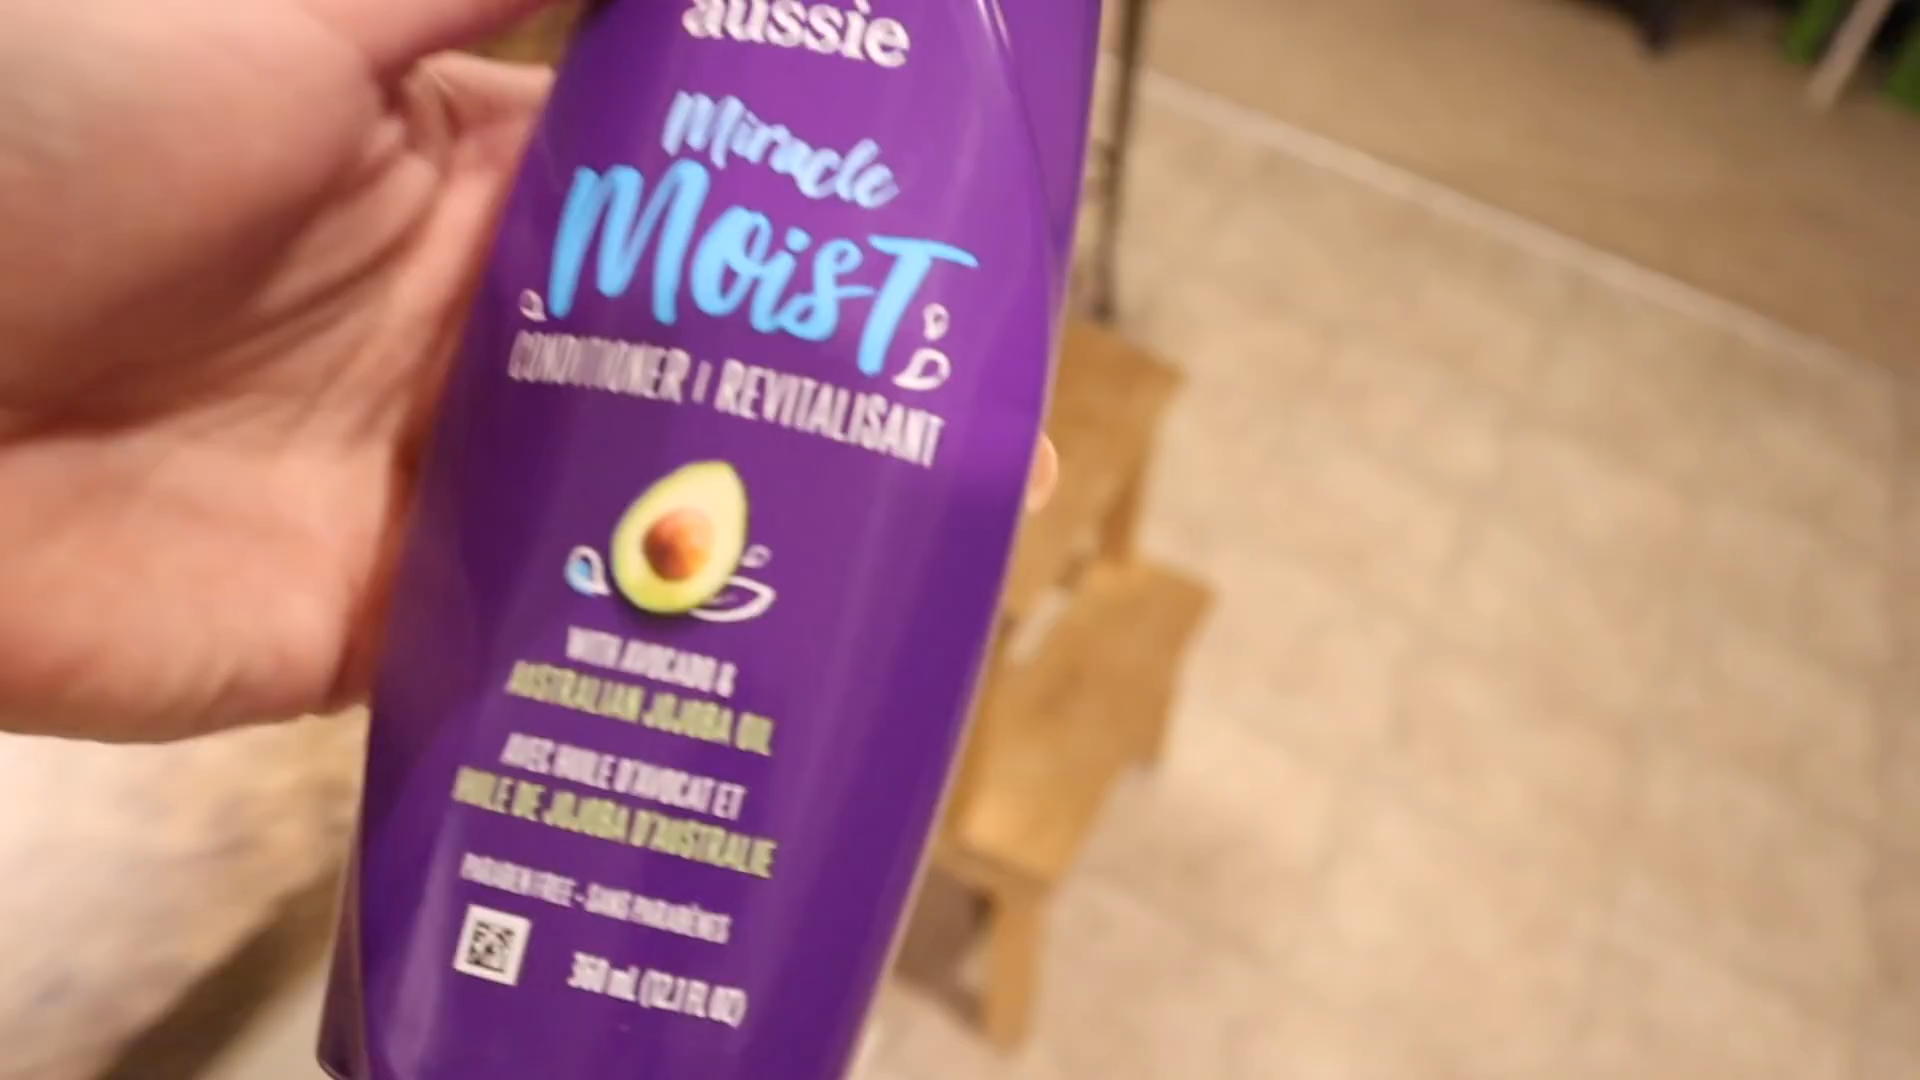 aussie
Miracle
Moist
CONDITIONER | REVITALISANT
WITH AVOCADO &
AUSTRALIAN JOJOBA OIL
AVEC HUILE D'AVOCAT ET
HUILE DE JOJOBA D'AUSTRALIE
PARABEN FREE - SANS PARABÈNES
360 mL (12.1 FL OZ)